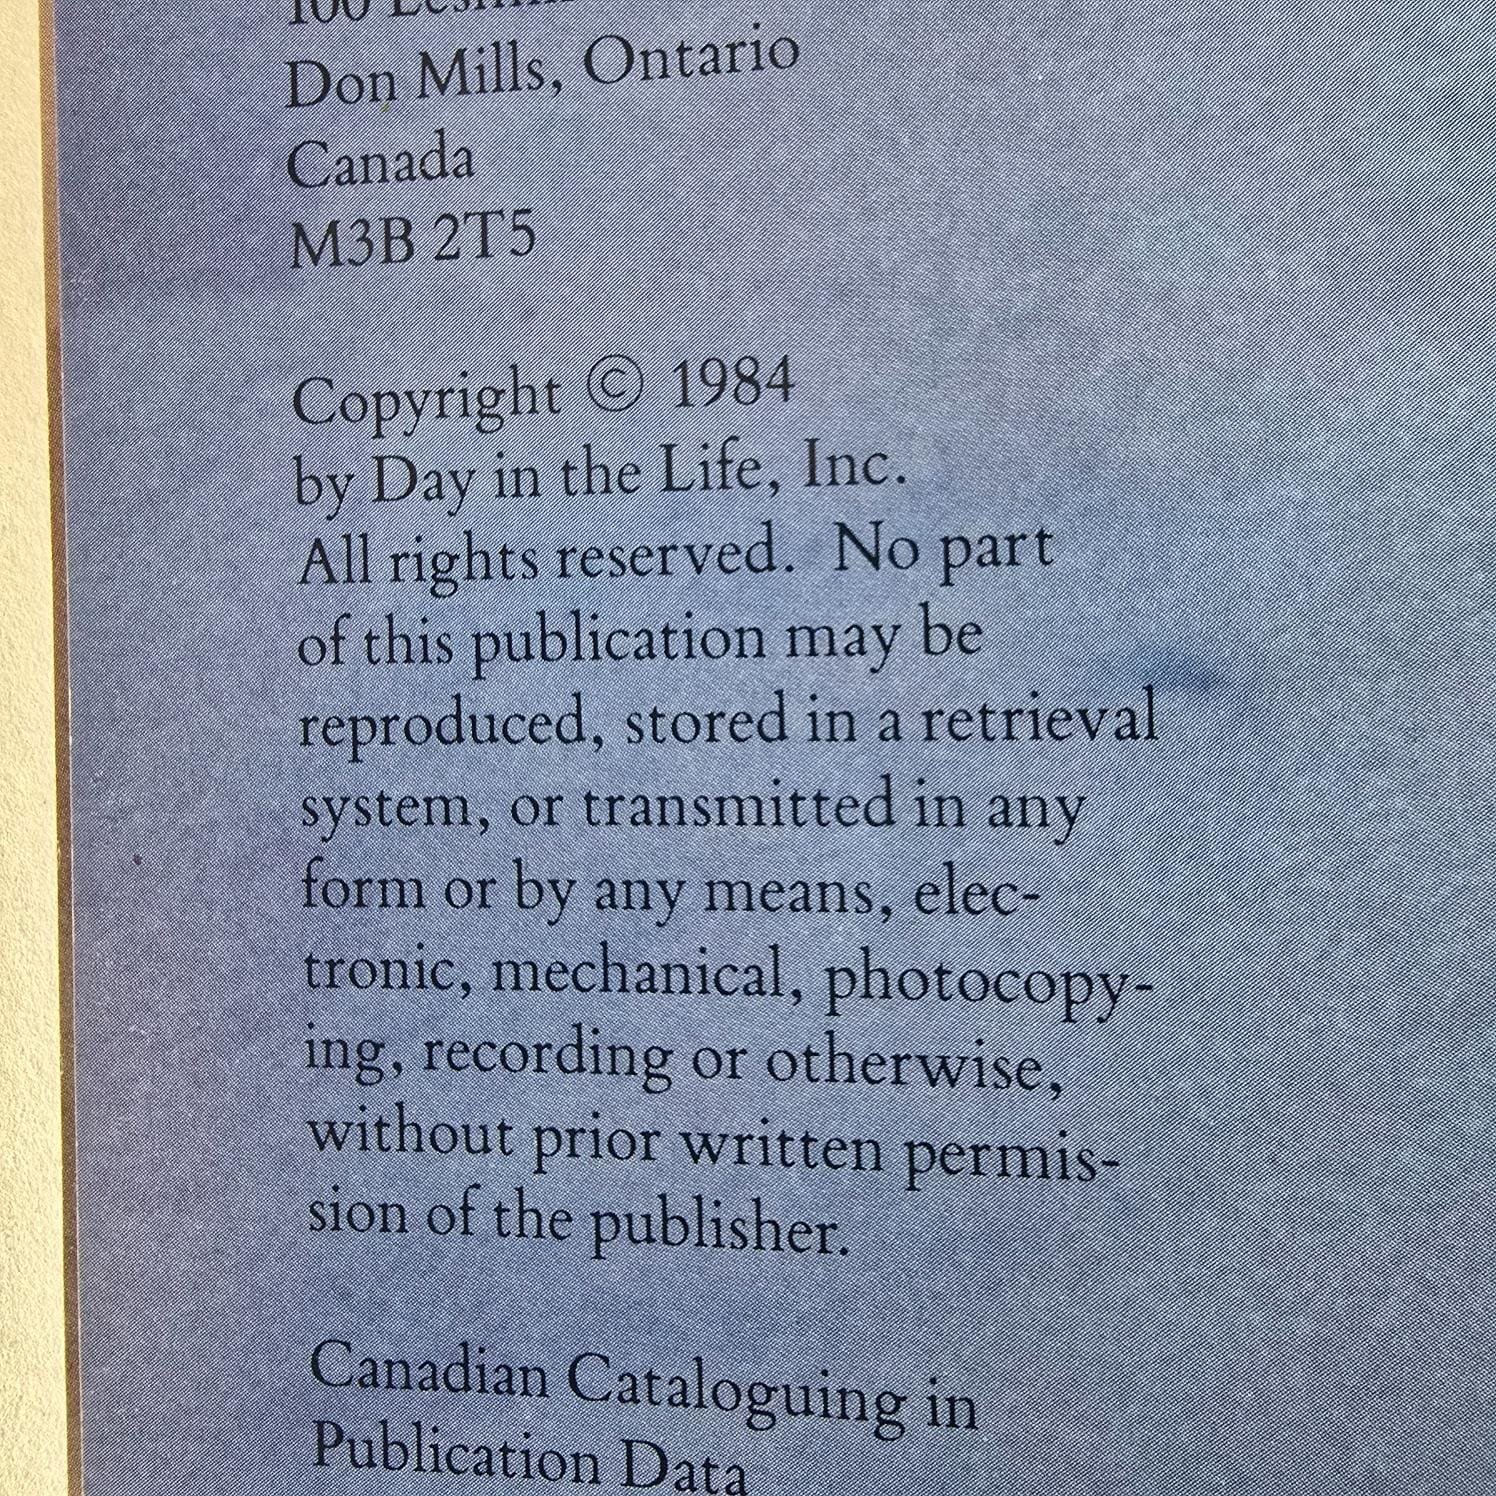 100
Don Mills, Ontario
Canada
M3B 2T5
Copyright © 1984
by Day in the Life, Inc.
All rights reserved. No part
of this publication may be
reproduced, stored in a retrieval
system, or transmitted in any
form or by any means, elec-
tronic, mechanical, photocopy-
ing, recording or otherwise,
without prior written permis-
sion of the publisher.
Canadian Cataloguing in
Publication Data